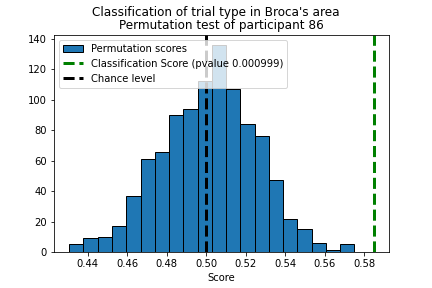 Classification of trial type in Broca's area
Permutation test of participant 86
140
120
100
80
60
40
20
0
Permutation scores
Classification Score (pvalue 0.000999)
Chance level
0.44 0.46 0.48 0.50 0.52 0.54 0.56 0.58
Score